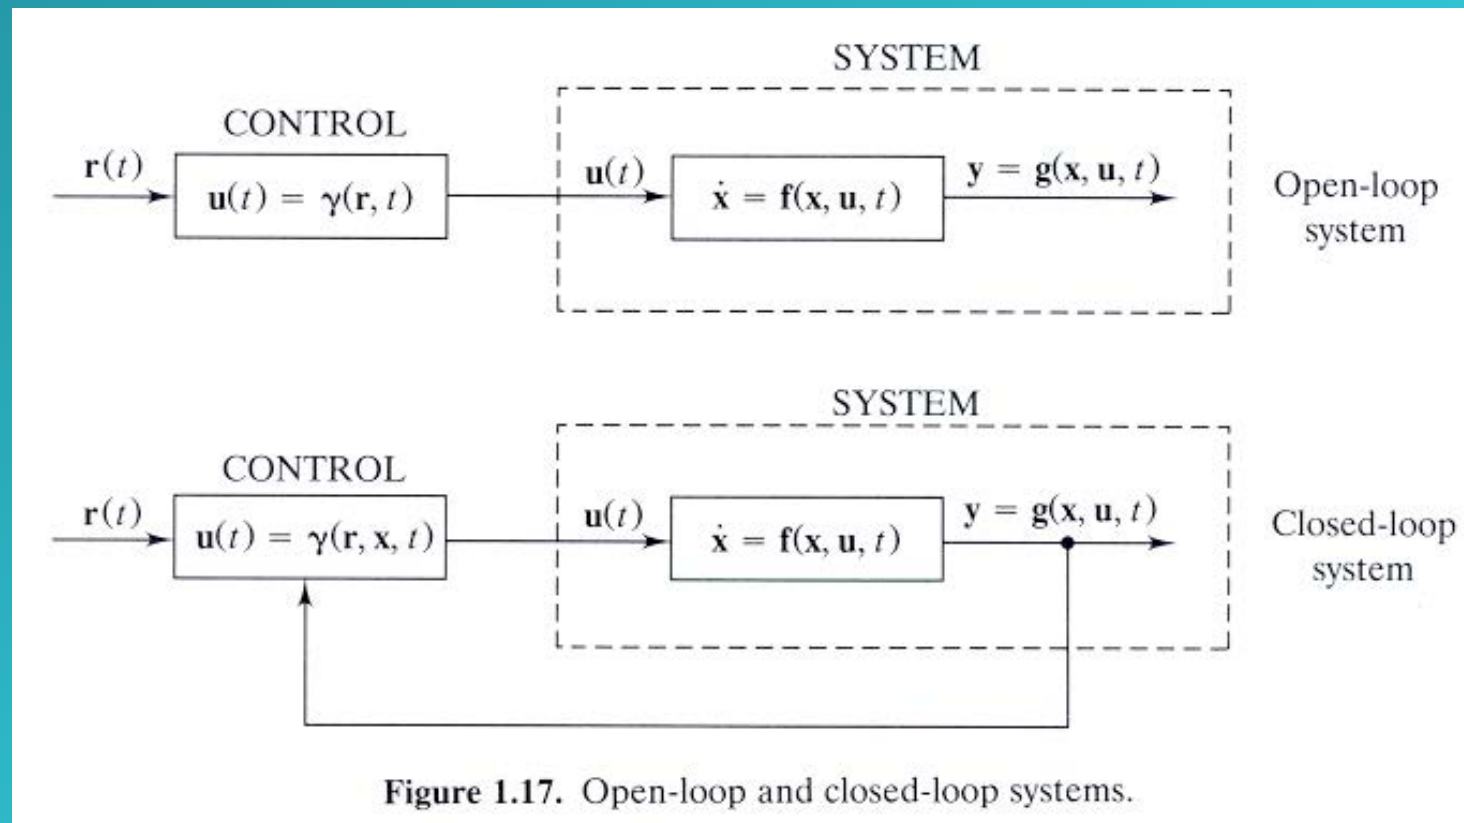 SYSTEM
CONTROL
r(t)
u(t) = γ(r, t)
u(t)
ẋ = f(x, u, t)
y = g(x, u, t)
Open-loop
system
SYSTEM
CONTROL
r(t)
u(t) = γ(r, x, t)
u(t)
ẋ = f(x, u, t)
y = g(x, u, t)
Closed-loop
system
Figure 1.17. Open-loop and closed-loop systems.